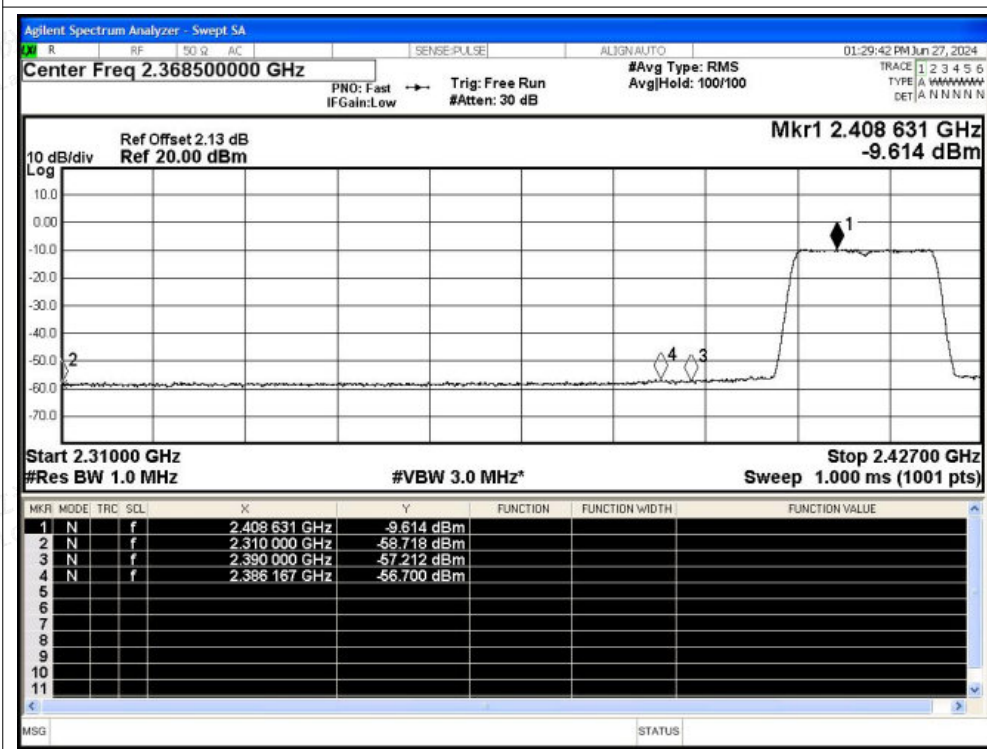 Agilent Spectrum Analyzer - Swept SA
R RF 50 Ω AC SENSE:PULSE ALIGN AUTO 01:29:42 PM Jun 27, 2024
Center Freq 2.368500000 GHz #Avg Type: RMS TRACE 1 2 3 4 5 6
PNO: Fast Trig: Free Run Avg|Hold: 100/100 TYPE A WWWWW
IFGain:Low #Atten: 30 dB DET A N N N N N
Mkr1 2.408 631 GHz
Ref Offset 2.13 dB
10 dB/div Ref 20.00 dBm -9.614 dBm
Log
10.0
0.00
1
-10.0
-20.0
-30.0
-40.0
-50.0 2 4 3
-60.0
-70.0
Start 2.31000 GHz Stop 2.42700 GHz
#Res BW 1.0 MHz #VBW 3.0 MHz* Sweep 1.000 ms (1001 pts)
MKR MODE TRC SCL X Y FUNCTION FUNCTION WIDTH FUNCTION VALUE
1 N f 2.408 631 GHz -9.614 dBm
2 N f 2.310 000 GHz -58.718 dBm
3 N f 2.390 000 GHz -57.212 dBm
4 N f 2.386 167 GHz -56.700 dBm
5
6
7
8
9
10
11
MSG STATUS